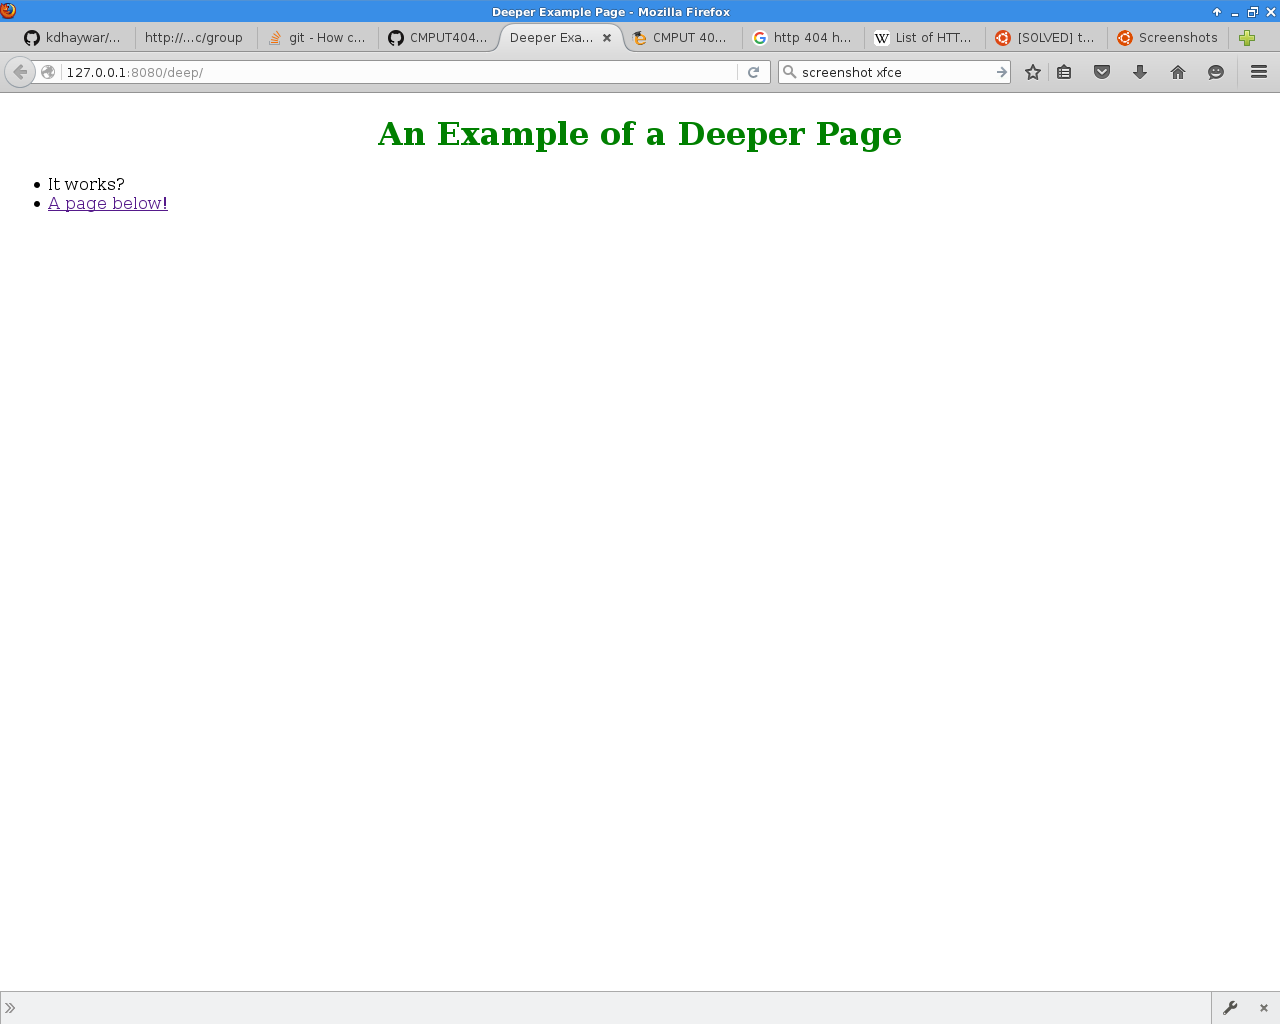 Deeper Example Page - Mozilla Firefox
kdhaywar/...
http://...c/group
git - How c...
CMPUT404...
Deeper Exa...
CMPUT 40...
http 404 h...
List of HTT...
[SOLVED] t...
Screenshots
127.0.0.1:8080/deep/
screenshot xfce
An Example of a Deeper Page
It works?
A page below!